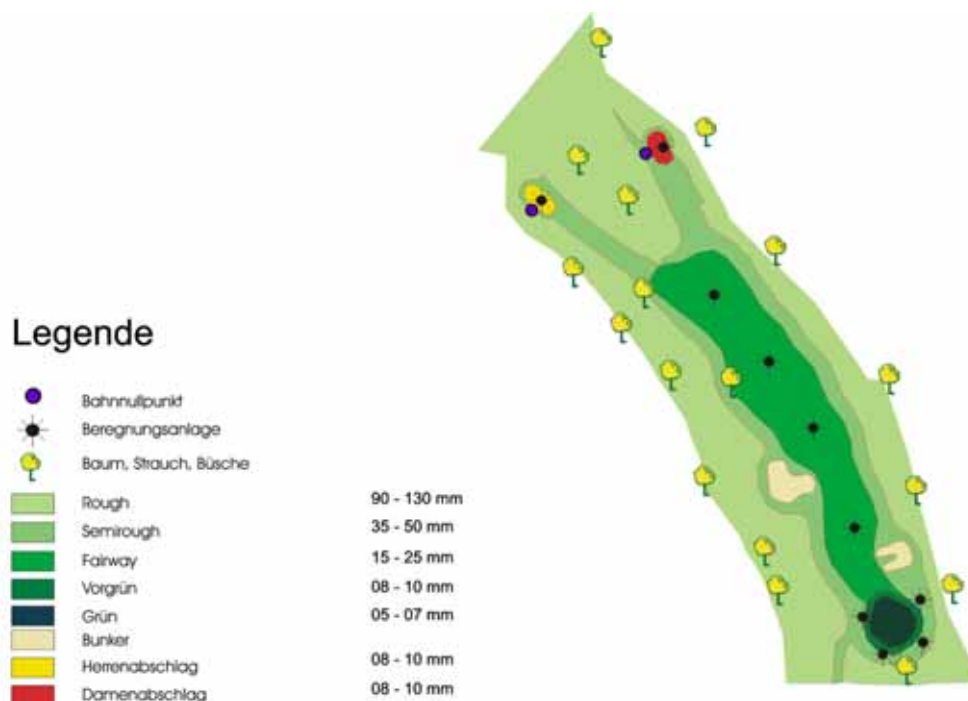 Legende
Bahnnullpunkt
Beregnungsanlage
Baum, Strauch, Büsche
Rough 90 - 130 mm
Semirough 35 - 50 mm
Fairway 15 - 25 mm
Vorgrün 08 - 10 mm
Grün 05 - 07 mm
Bunker
Herrenabschlag 08 - 10 mm
Damenabschlag 08 - 10 mm